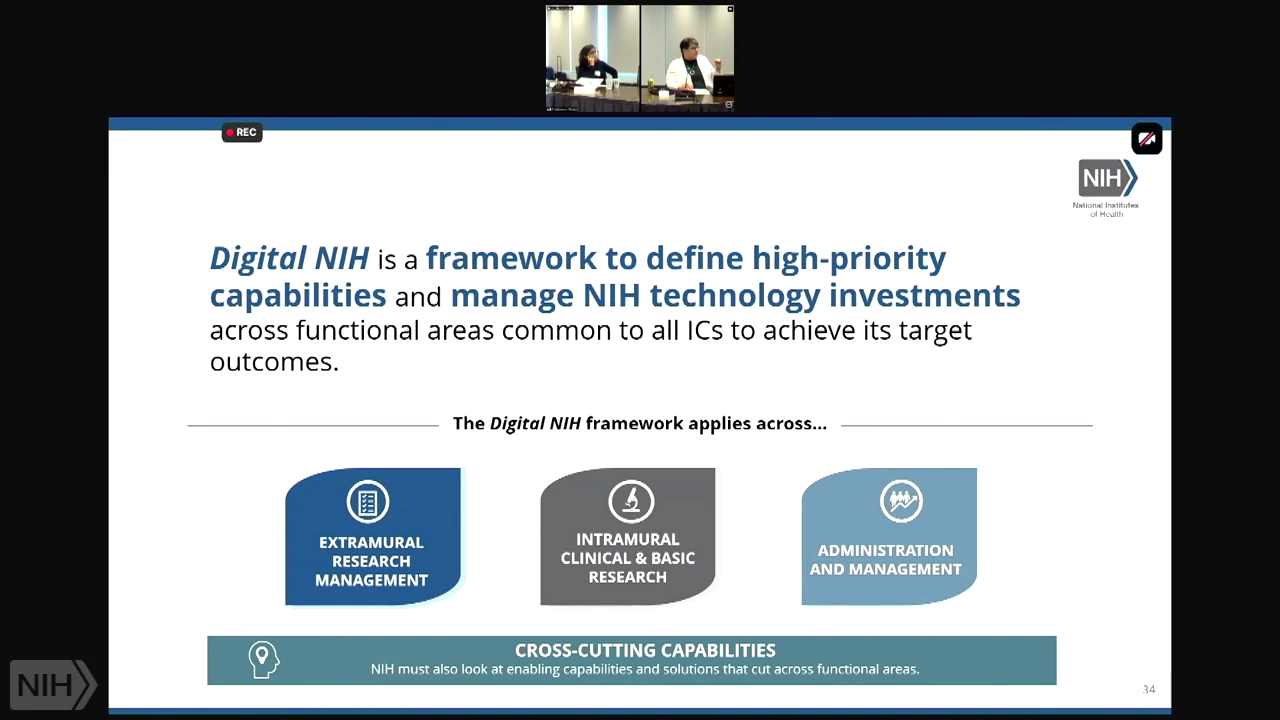 REC
NIH
National Institutes
of Health
Digital NIH is a framework to define high-priority
capabilities and manage NIH technology investments
across functional areas common to all ICs to achieve its target
outcomes.
The Digital NIH framework applies across...
EXTRAMURAL
RESEARCH
MANAGEMENT
INTRAMURAL
CLINICAL & BASIC
RESEARCH
ADMINISTRATION
AND MANAGEMENT
CROSS-CUTTING CAPABILITIES
NIH must also look at enabling capabilities and solutions that cut across functional areas.
NIH
34